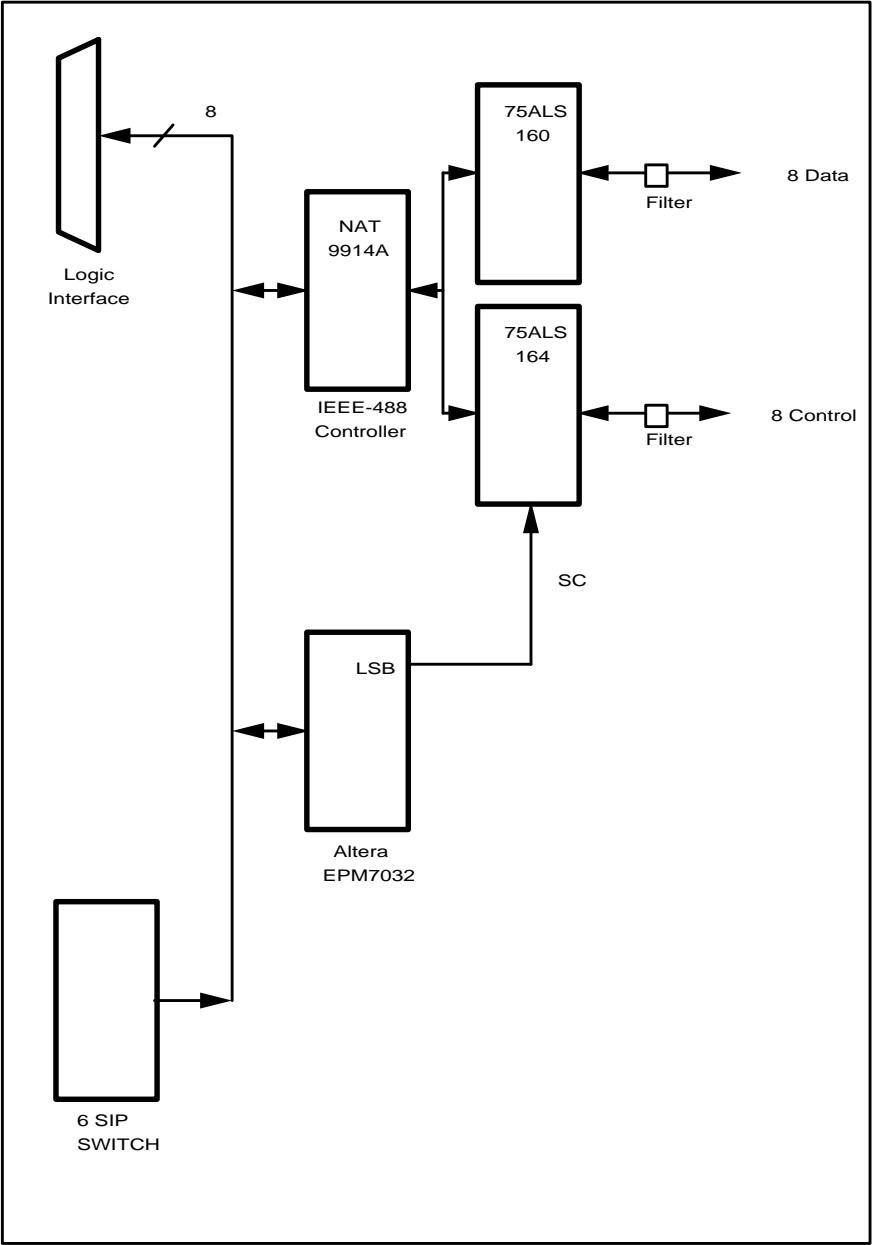 8
Logic
Interface
NAT
9914A
IEEE-488
Controller
75ALS
160
Filter
8 Data
75ALS
164
Filter
8 Control
SC
LSB
Altera
EPM7032
6 SIP
SWITCH